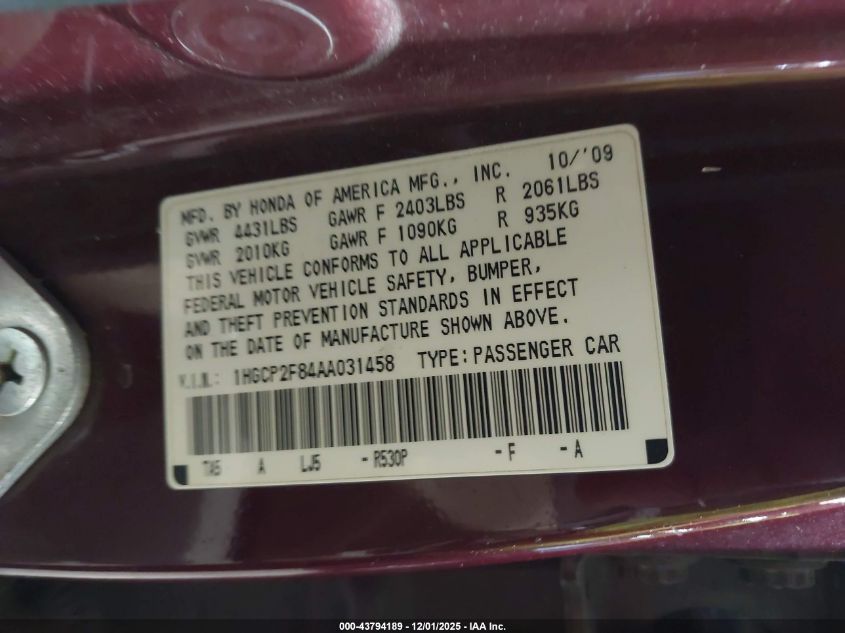 MFD. BY HONDA OF AMERICA MFG., INC. 10/'09
GVWR 4431LBS GAWR F 2403LBS R 2061LBS
GVWR 2010KG GAWR F 1090KG R 935KG
THIS VEHICLE CONFORMS TO ALL APPLICABLE
FEDERAL MOTOR VEHICLE SAFETY, BUMPER,
AND THEFT PREVENTION STANDARDS IN EFFECT
ON THE DATE OF MANUFACTURE SHOWN ABOVE.
V.I.N.: 1HGCP2F84AA031458 TYPE:PASSENGER CAR
TW5 A LJ5 -R530P -F -A
000-43794189 - 12/01/2025 - IAA Inc.